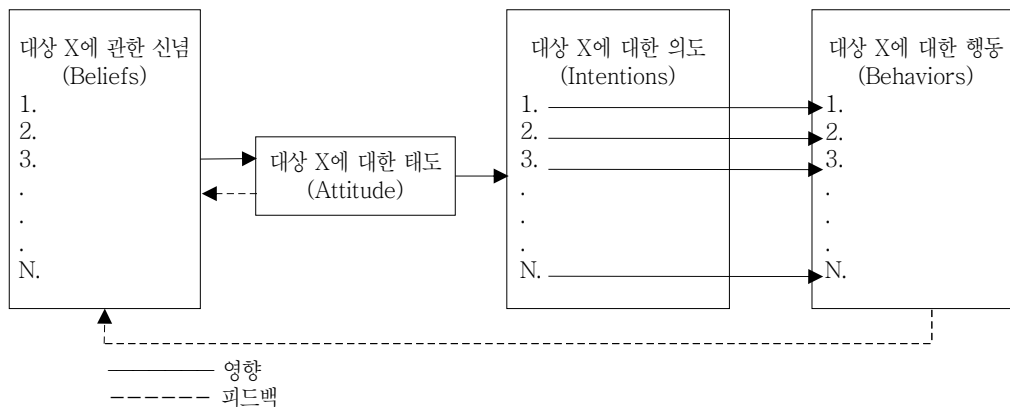 대상 X에 관한 신념
(Beliefs)
1.
2.
3.
.
.
.
N.
대상 X에 대한 태도
(Attitude)
대상 X에 대한 의도
(Intentions)
1.
2.
3.
.
.
.
N.
대상 X에 대한 행동
(Behaviors)
1.
2.
3.
.
.
.
N.
영향
피드백